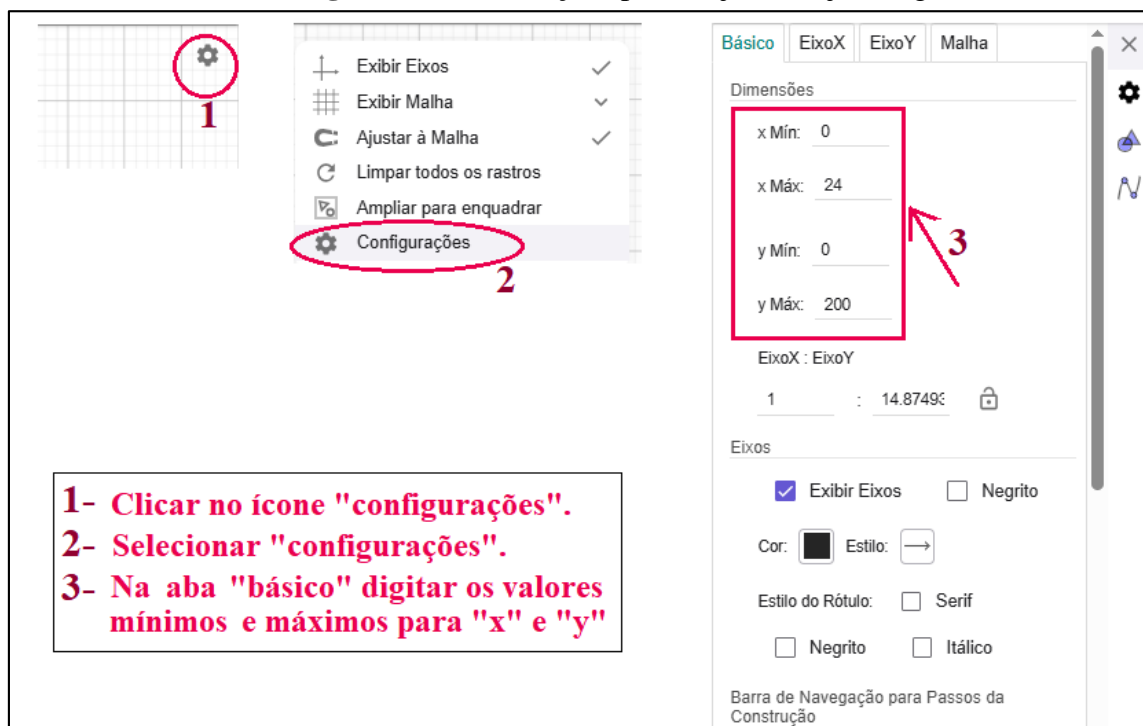 1
Exibir Eixos
Exibir Malha
Ajustar à Malha
Limpar todos os rastros
Ampliar para enquadrar
Configurações
2
Básico EixoX EixoY Malha
Dimensões
x Mín: 0
x Máx: 24
y Mín: 0
y Máx: 200
3
EixoX : EixoY
1 : 14.8749
Eixos
Exibir Eixos Negrito
Cor: Estilo:
Estilo do Rótulo: Serif
Negrito Itálico
Barra de Navegação para Passos da
Construção
1- Clicar no ícone "configurações".
2- Selecionar "configurações".
3- Na aba "básico" digitar os valores
mínimos e máximos para "x" e "y"